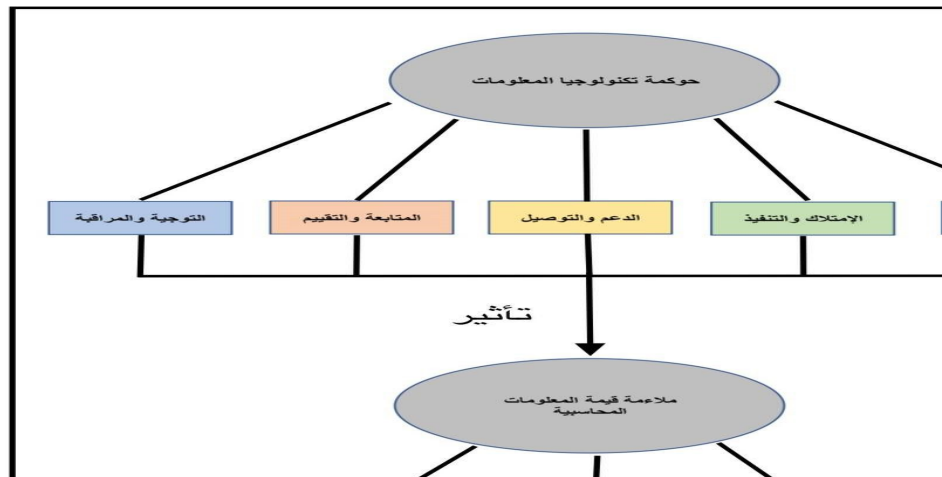 حوكمة تكنولوجيا المعلومات
الإمتلاك والتنفيذ
الدعم والتوصيل
المتابعة والتقييم
التوجية والمراقبة
تأثير
ملاءمة قيمة المعلومات
المحاسبية